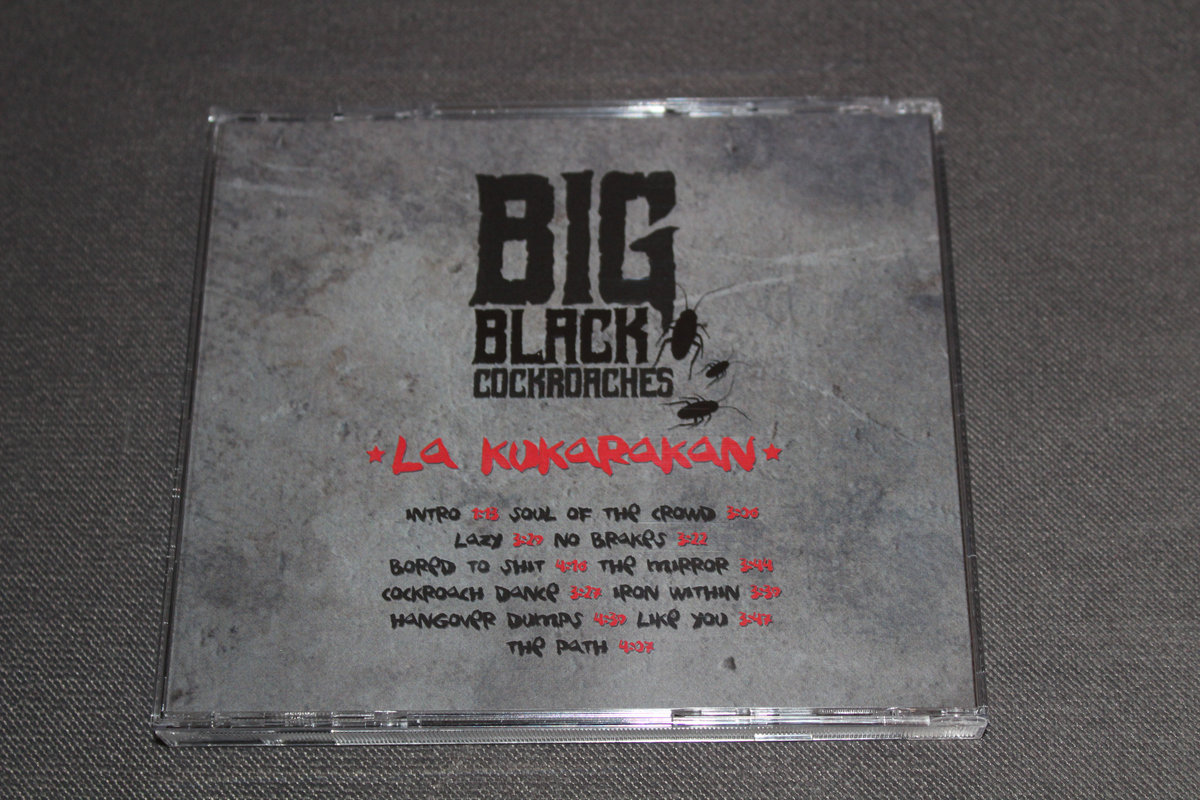 BIG
BLACK
COCKROACHES
LA KUKARAKAN
INTRO 1:15 SOUL OF THE CROWD 3:06
LAZY 3:29 NO BRAKES 3:22
BORED TO SHIT 4:16 THE MIRROR 3:44
COCKROACH DANCE 3:27 IRON WITHIN 3:39
HANGOVER DUMPS 4:39 LIKE YOU 3:47
THE PATH 4:07